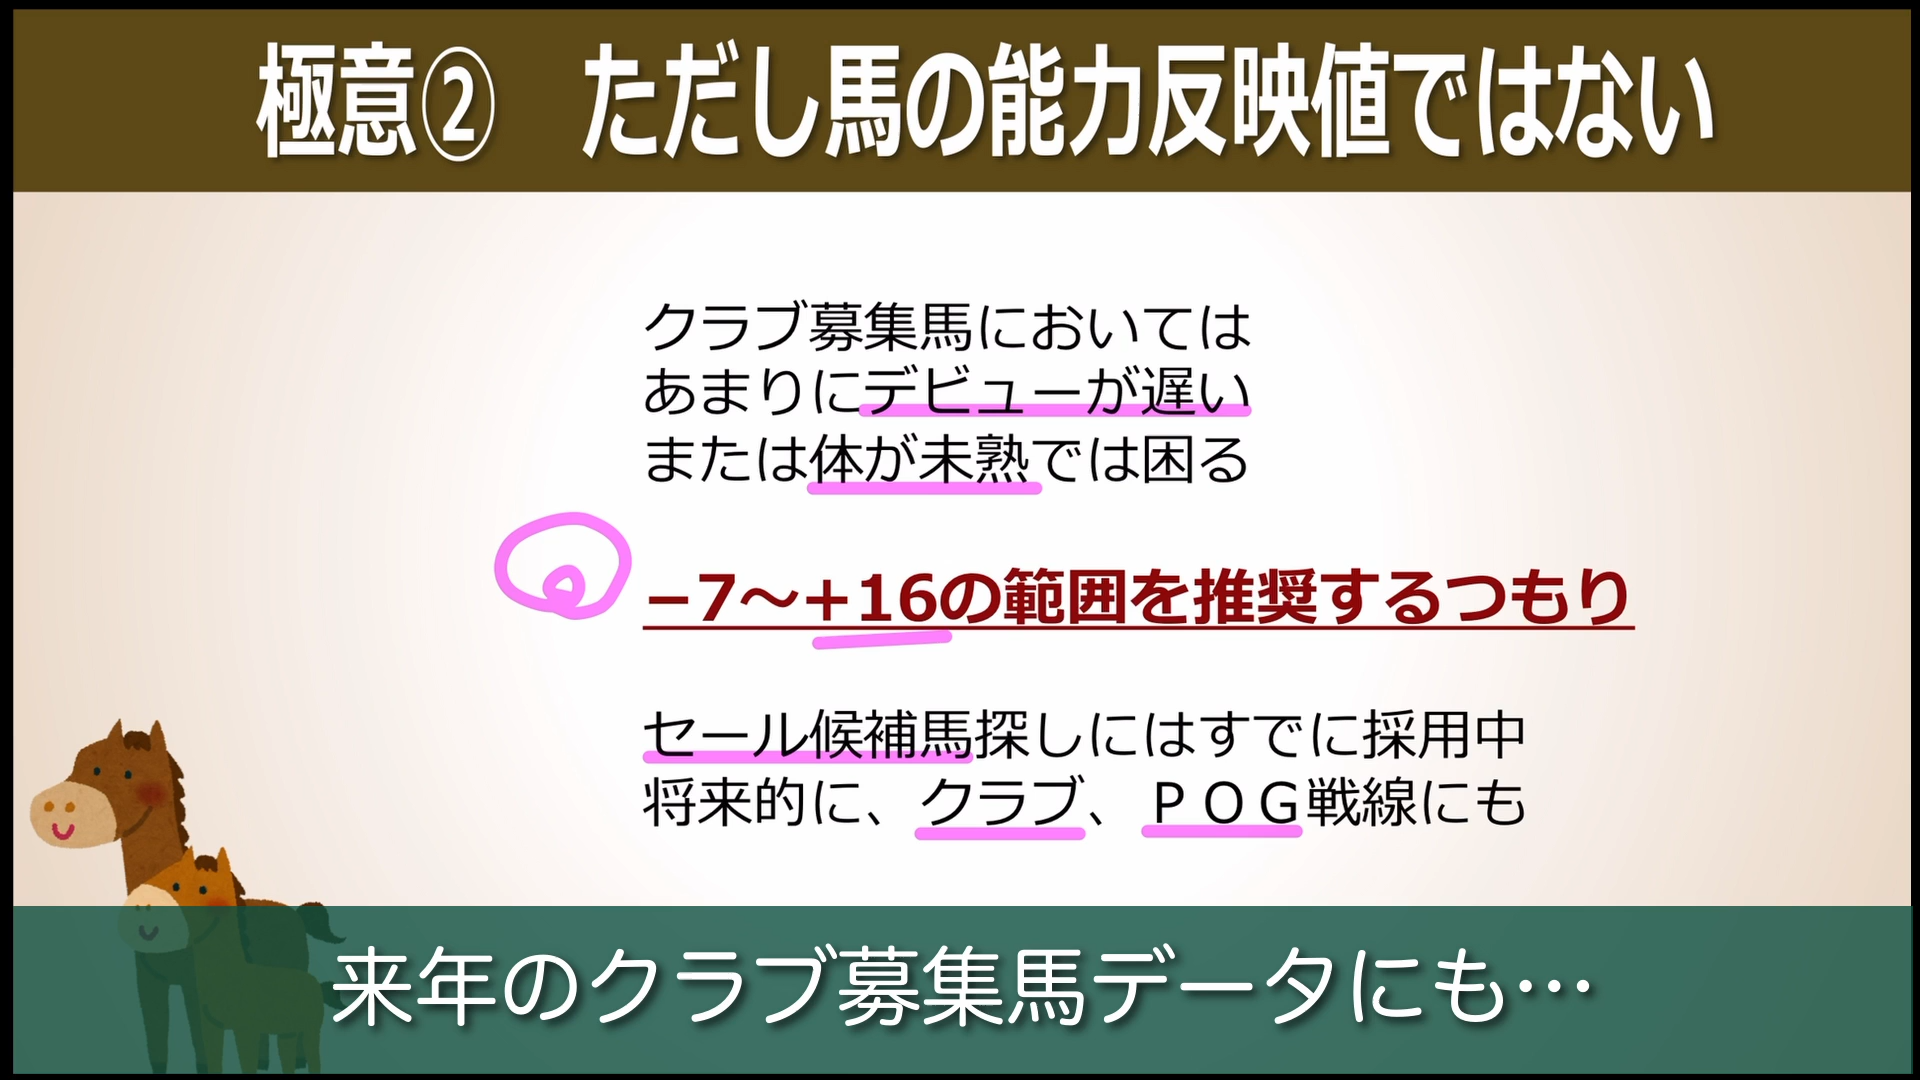 極意② ただし馬の能力反映値ではない
クラブ募集馬においては
あまりにデビューが遅い
または体が未熟では困る
−7～+16の範囲を推奨するつもり
セール候補馬探しにはすでに採用中
将来的に、クラブ、ＰＯＧ戦線にも
来年のクラブ募集馬データにも…